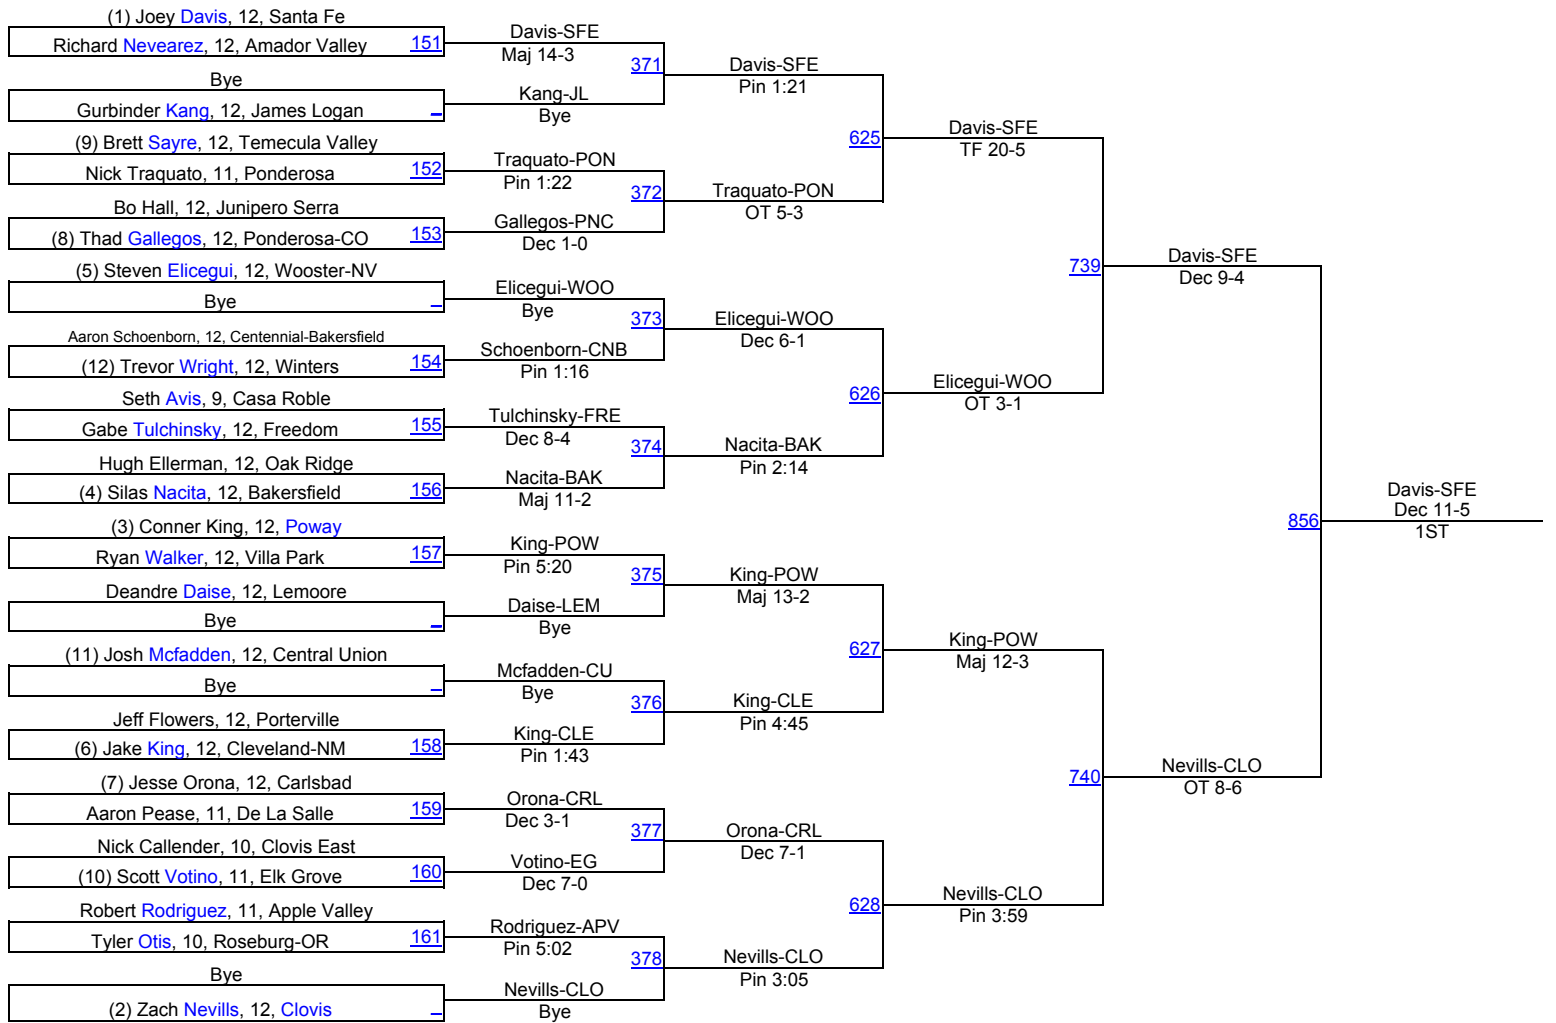 (1) Joey Davis, 12, Santa Fe
Richard Nevearez, 12, Amador Valley 151
Bye
Gurbinder Kang, 12, James Logan _
(9) Brett Sayre, 12, Temecula Valley
Nick Traquato, 11, Ponderosa 152
Bo Hall, 12, Junipero Serra
(8) Thad Gallegos, 12, Ponderosa-CO 153
(5) Steven Elicegui, 12, Wooster-NV
Bye _
Aaron Schoenborn, 12, Centennial-Bakersfield
(12) Trevor Wright, 12, Winters 154
Seth Avis, 9, Casa Roble
Gabe Tulchinsky, 12, Freedom 155
Hugh Ellerman, 12, Oak Ridge
(4) Silas Nacita, 12, Bakersfield 156
(3) Conner King, 12, Poway
Ryan Walker, 12, Villa Park 157
Deandre Daise, 12, Lemoore
Bye _
(11) Josh Mcfadden, 12, Central Union
Bye _
Jeff Flowers, 12, Porterville
(6) Jake King, 12, Cleveland-NM 158
(7) Jesse Orona, 12, Carlsbad
Aaron Pease, 11, De La Salle 159
Nick Callender, 10, Clovis East
(10) Scott Votino, 11, Elk Grove 160
Robert Rodriguez, 11, Apple Valley
Tyler Otis, 10, Roseburg-OR 161
Bye
(2) Zach Nevills, 12, Clovis _
Davis-SFE
Maj 14-3
371
Kang-JL
Bye
Traquato-PON
Pin 1:22
372
Gallegos-PNC
Dec 1-0
Elicegui-WOO
Bye
373
Schoenborn-CNB
Pin 1:16
Tulchinsky-FRE
Dec 8-4
374
Nacita-BAK
Maj 11-2
King-POW
Pin 5:20
375
Daise-LEM
Bye
Mcfadden-CU
Bye
376
King-CLE
Pin 1:43
Orona-CRL
Dec 3-1
377
Votino-EG
Dec 7-0
Rodriguez-APV
Pin 5:02
378
Nevills-CLO
Bye
Davis-SFE
Pin 1:21
625
Traquato-PON
OT 5-3
Elicegui-WOO
Dec 6-1
626
Nacita-BAK
Pin 2:14
King-POW
Maj 13-2
627
King-CLE
Pin 4:45
Orona-CRL
Dec 7-1
628
Nevills-CLO
Pin 3:05
Davis-SFE
TF 20-5
739
Elicegui-WOO
OT 3-1
King-POW
Maj 12-3
740
Nevills-CLO
Pin 3:59
Davis-SFE
Dec 9-4
856
Nevills-CLO
OT 8-6
Davis-SFE
Dec 11-5
1ST